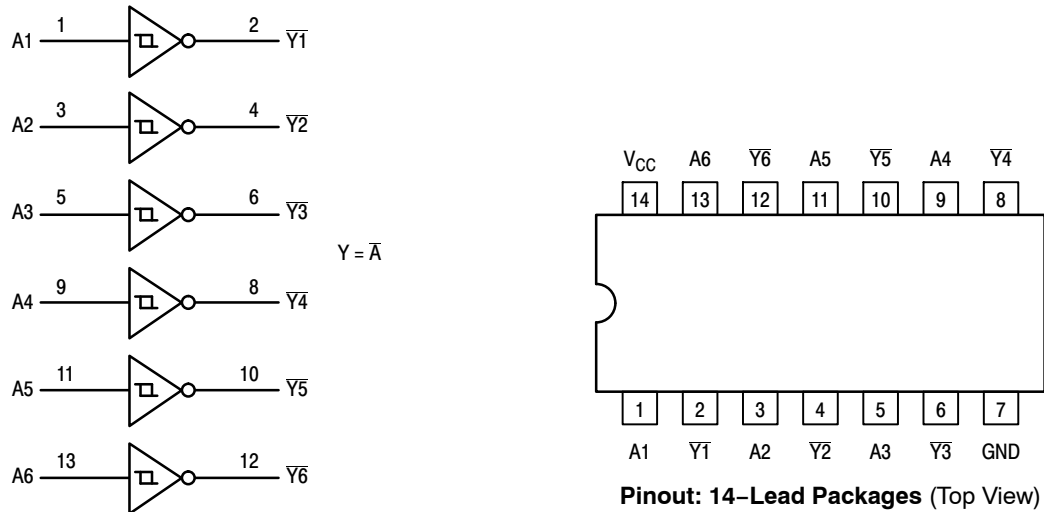 A1 1 2 Y1̅
A2 3 4 Y2̅
A3 5 6 Y3̅
A4 9 8 Y4̅
A5 11 10 Y5̅
A6 13 12 Y6̅
Y = A̅
VCC A6 Y6̅ A5 Y5̅ A4 Y4̅
14 13 12 11 10 9 8
1 2 3 4 5 6 7
A1 Y1̅ A2 Y2̅ A3 Y3̅ GND
Pinout: 14−Lead Packages (Top View)